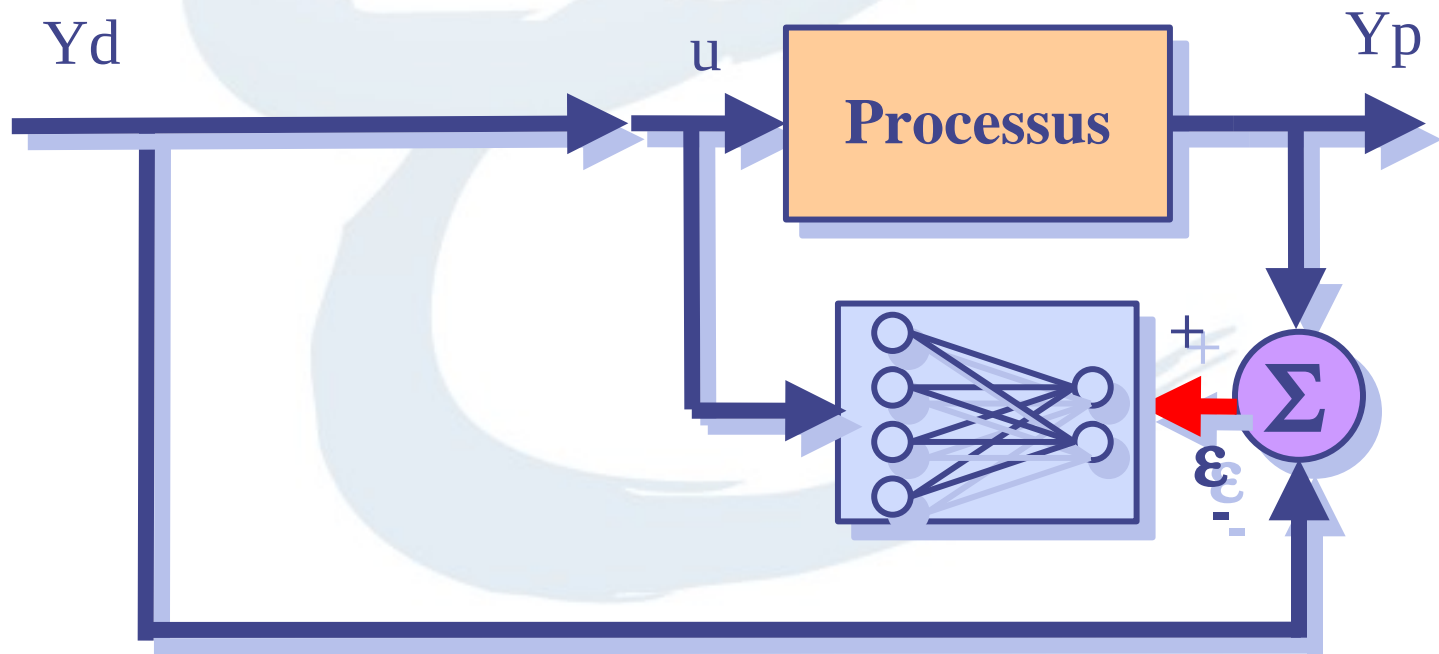 Yd
u
Yp
Processus
+
Σ
ε
-